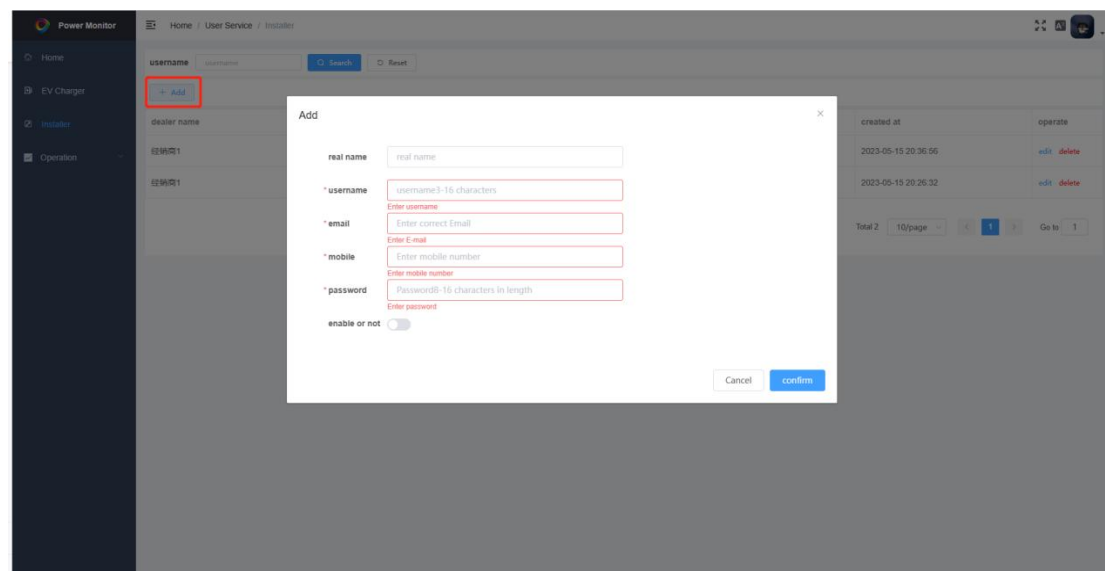 Power Monitor
Home / User Service / Installer
Home
EV Charger
Installer
Operation
username username Search Reset
+ Add
dealer name created at operate
经销商1 2023-05-15 20:36:56 edit delete
经销商1 2023-05-15 20:26:32 edit delete
Total 2 10/page 1 Go to 1
Add
real name real name
* username username3-16 characters
Enter username
* email Enter correct Email
Enter E-mail
* mobile Enter mobile number
Enter mobile number
* password Password8-16 characters in length
Enter password
enable or not
Cancel confirm